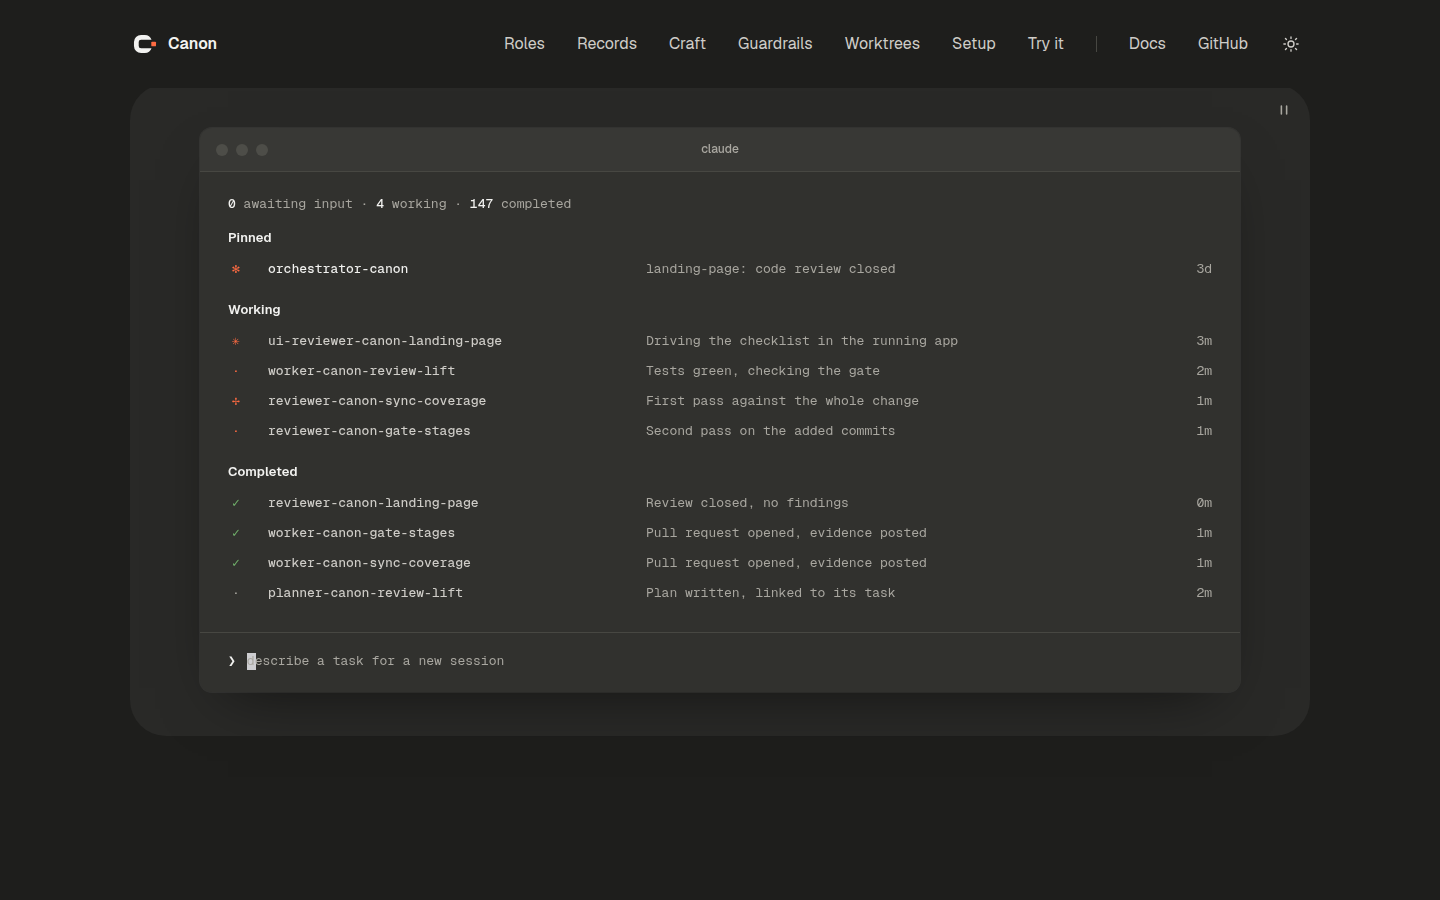 Canon
Roles Records Craft Guardrails Worktrees Setup Try it Docs GitHub
claude
0 awaiting input · 4 working · 147 completed
Pinned
✻ orchestrator-canon landing-page: code review closed 3d
Working
✳ ui-reviewer-canon-landing-page Driving the checklist in the running app 3m
· worker-canon-review-lift Tests green, checking the gate 2m
✢ reviewer-canon-sync-coverage First pass against the whole change 1m
· reviewer-canon-gate-stages Second pass on the added commits 1m
Completed
✓ reviewer-canon-landing-page Review closed, no findings 0m
✓ worker-canon-gate-stages Pull request opened, evidence posted 1m
✓ worker-canon-sync-coverage Pull request opened, evidence posted 1m
· planner-canon-review-lift Plan written, linked to its task 2m
❯ describe a task for a new session